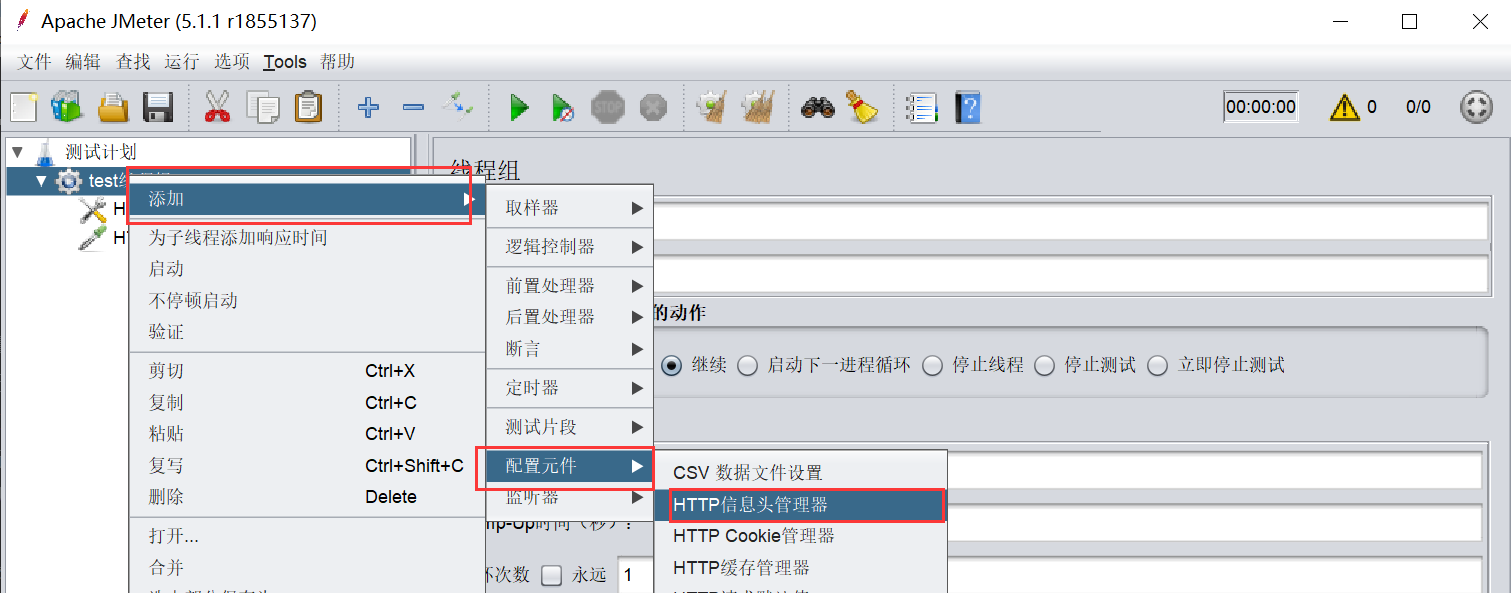 Apache JMeter (5.1.1 r1855137)
文件 编辑 查找 运行 选项 Tools 帮助
STOP
00:00:00 0 0/0
测试计划
线程组
test
添加
H
H
为子线程添加响应时间
启动
不停顿启动
验证
剪切 Ctrl+X
复制 Ctrl+C
粘贴 Ctrl+V
复写 Ctrl+Shift+C
删除 Delete
打开...
合并
取样器
逻辑控制器
前置处理器
后置处理器
断言
定时器
测试片段
配置元件
监听器
的动作
继续 启动下一进程循环 停止线程 停止测试 立即停止测试
CSV 数据文件设置
HTTP信息头管理器
HTTP Cookie管理器
HTTP缓存管理器
mp-Up时间（秒）：
环次数 永远 1